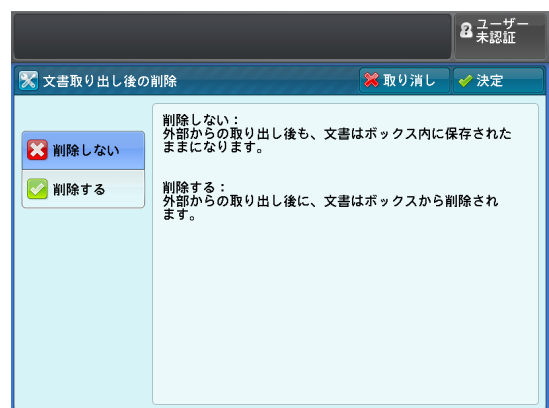 ユーザー
未認証
文書取り出し後の削除
取り消し
決定
削除しない
削除する
削除しない：
外部からの取り出し後も、文書はボックス内に保存された
ままになります。
削除する：
外部からの取り出し後に、文書はボックスから削除され
ます。